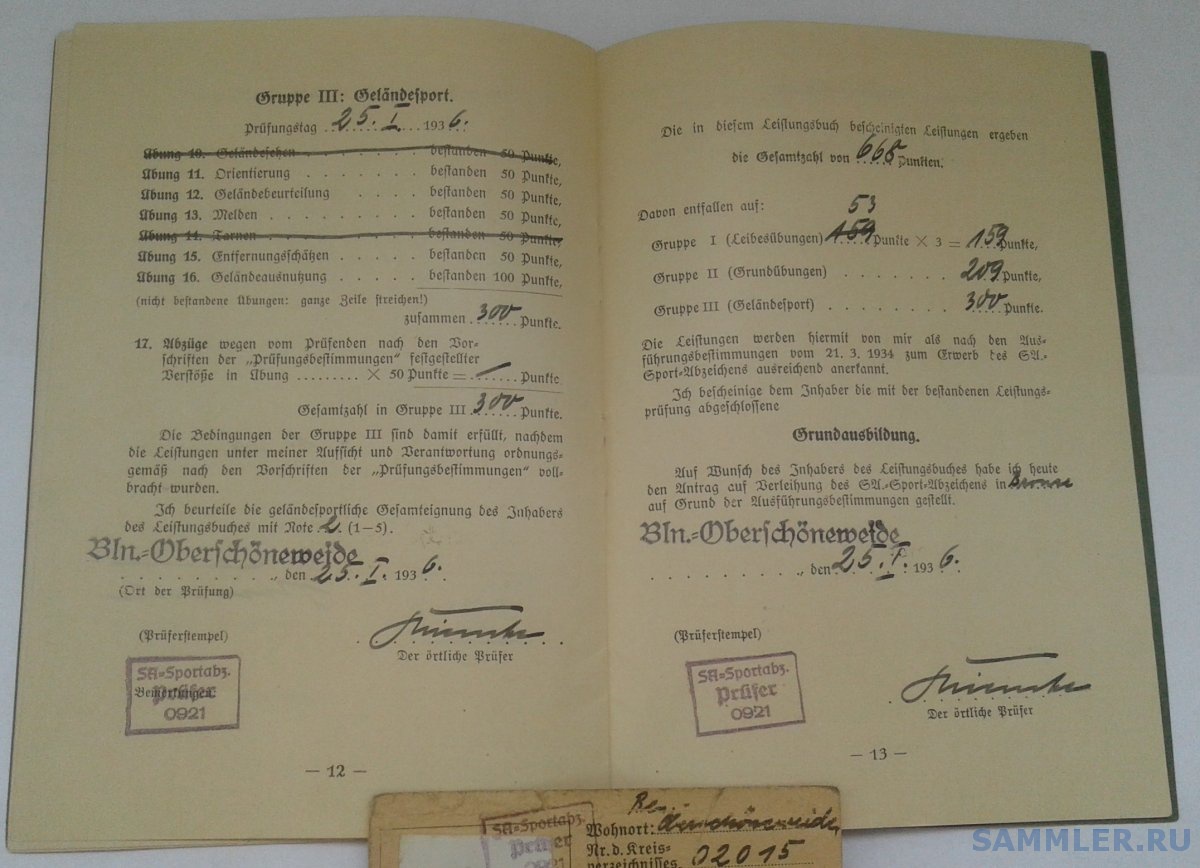 Gruppe III: Geländesport.
Prüfungstag 25. I. 1936.
Übung 10. Geländesehen . . . . . . . . bestanden 50 Punkte,
Übung 11. Orientierung . . . . . . . bestanden 50 Punkte,
Übung 12. Geländebeurteilung . . . . bestanden 50 Punkte,
Übung 13. Melden . . . . . . . . . bestanden 50 Punkte,
Übung 14. Tarnen . . . . . . . . . bestanden 50 Punkte,
Übung 15. Entfernungsschätzen . . . . . bestanden 50 Punkte,
Übung 16. Geländeausnutzung . . . . bestanden 100 Punkte,
(nicht bestandene Übungen: ganze Zeile streichen!)
zusammen 300 Punkte.
17. Abzüge wegen vom Prüfenden nach den Vor-
schriften der „Prüfungsbestimmungen“ festgestellter
Verstöße in Übung ......... × 50 Punkte = — Punkte.
Gesamtzahl in Gruppe III 300 Punkte.
Die Bedingungen der Gruppe III sind damit erfüllt, nachdem
die Leistungen unter meiner Aufsicht und Verantwortung ordnungs-
gemäß nach den Vorschriften der „Prüfungsbestimmungen“ voll-
bracht wurden.
Ich beurteile die geländesportliche Gesamteignung des Inhabers
des Leistungsbuches mit Note 2 (1–5).
Bln.-Oberschöneweide
, den 25. I. 1936.
(Ort der Prüfung)
(Prüferstempel)
Der örtliche Prüfer
SA-Sportabz.
Prüfer
Bemerkungen:
0921
— 12 —
Die in diesem Leistungsbuch bescheinigten Leistungen ergeben
die Gesamtzahl von 668 Punkten.
Davon entfallen auf: 53
Gruppe I (Leibesübungen) 159 Punkte × 3 = 159 Punkte,
Gruppe II (Grundübungen) . . . . . . . 209 Punkte,
Gruppe III (Geländesport) . . . . . . . 300 Punkte.
Die Leistungen werden hiermit von mir als nach den Aus-
führungsbestimmungen vom 21. 3. 1934 zum Erwerb des SA.-
Sport-Abzeichens ausreichend anerkannt.
Ich bescheinige dem Inhaber die mit der bestandenen Leistungs-
prüfung abgeschlossene
Grundausbildung.
Auf Wunsch des Inhabers des Leistungsbuches habe ich heute
den Antrag auf Verleihung des SA.-Sport-Abzeichens in Bronze
auf Grund der Ausführungsbestimmungen gestellt.
Bln.-Oberschöneweide
, den 25. I. 1936.
(Prüferstempel)
Der örtliche Prüfer
SA-Sportabz.
Prüfer
0921
— 13 —
SA-Sportabz.
Prüfer
0921
Wohnort: Oberschöneweide
Nr. d. Kreis-
verzeichnisses 02015
SAMMLER.RU